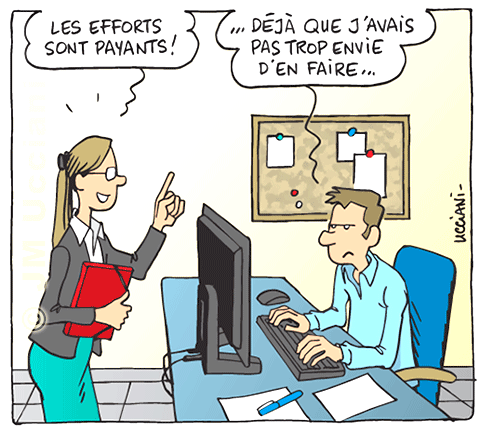 LES EFFORTS
SONT PAYANTS !
... DÉJÀ QUE J'AVAIS
PAS TROP ENVIE
D'EN FAIRE...
UCCIANI-